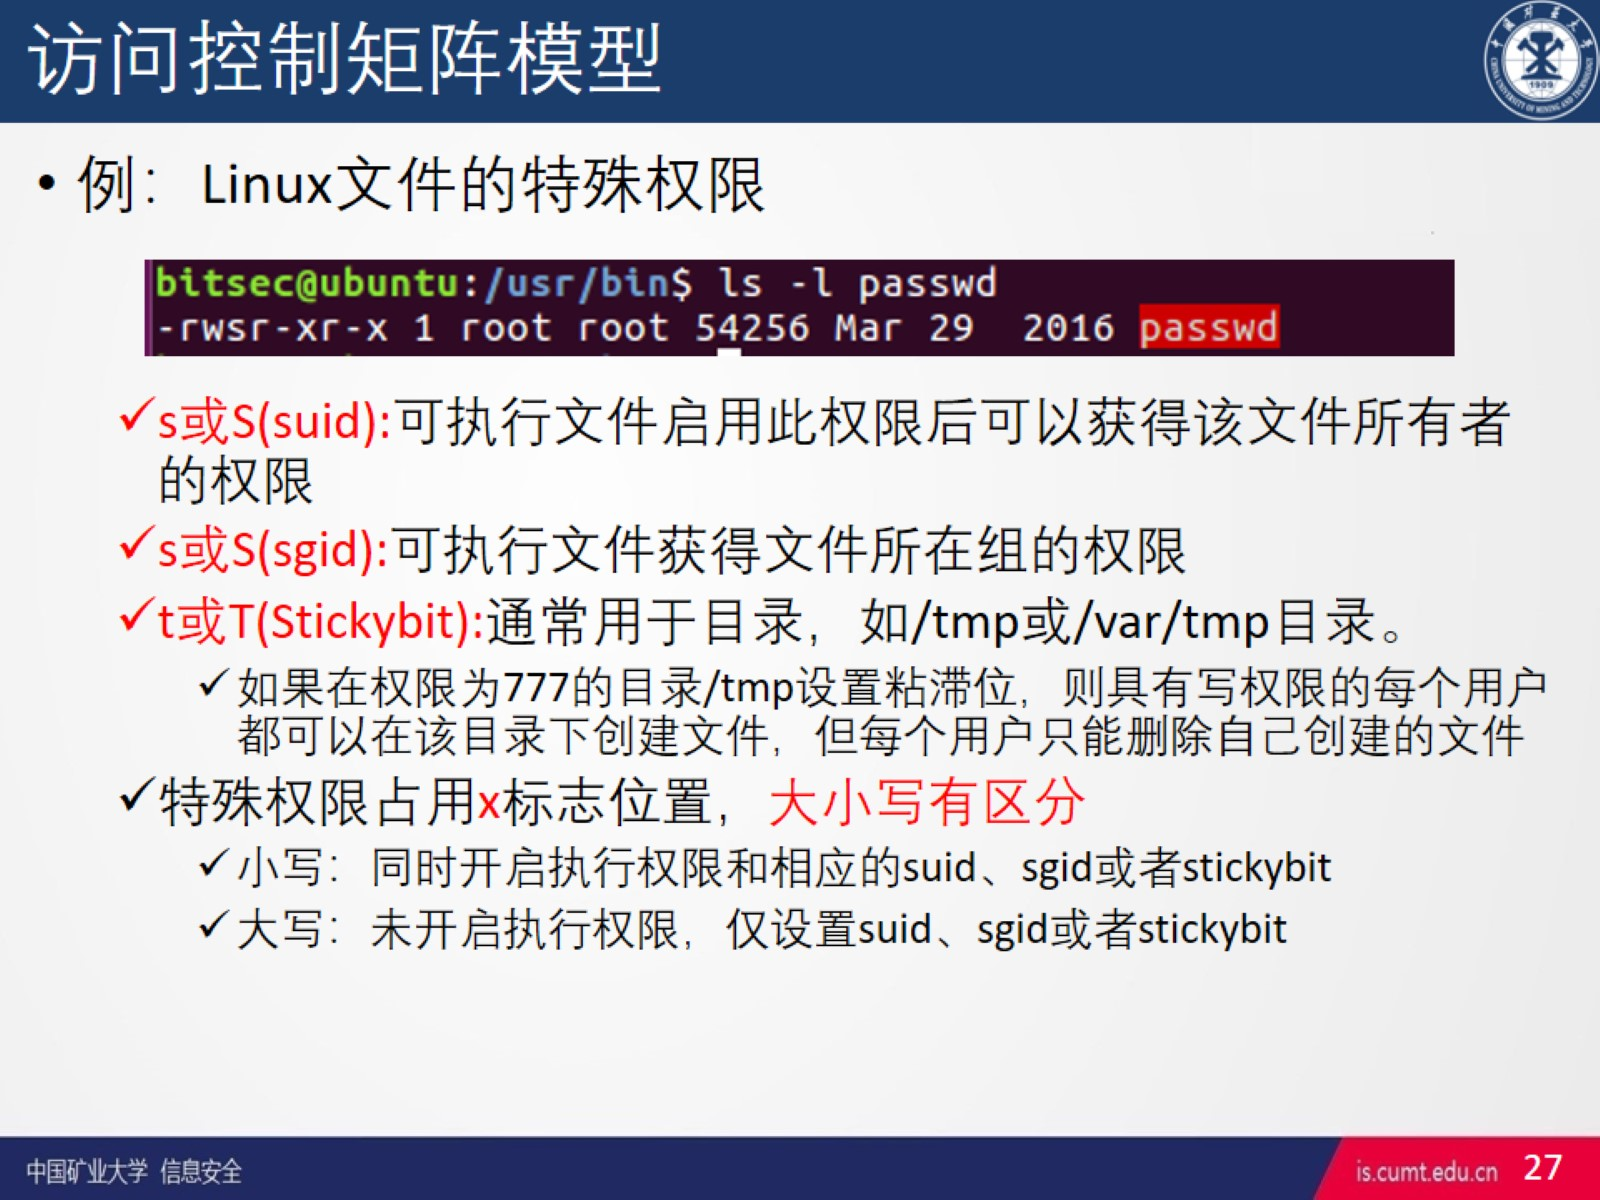 访问控制矩阵模型
• 例： Linux文件的特殊权限
bitsec@ubuntu:/usr/bin$ ls -l passwd
-rwsr-xr-x 1 root root 54256 Mar 29  2016 passwd
✓s或S(suid):可执行文件启用此权限后可以获得该文件所有者
的权限
✓s或S(sgid):可执行文件获得文件所在组的权限
✓t或T(Stickybit):通常用于目录，如/tmp或/var/tmp目录。
✓如果在权限为777的目录/tmp设置粘滞位，则具有写权限的每个用户
都可以在该目录下创建文件，但每个用户只能删除自己创建的文件
✓特殊权限占用x标志位置，大小写有区分
✓小写：同时开启执行权限和相应的suid、sgid或者stickybit
✓大写：未开启执行权限，仅设置suid、sgid或者stickybit
中国矿业大学 信息安全
is.cumt.edu.cn 27
CHINA UNIVERSITY OF MINING AND TECHNOLOGY
1909